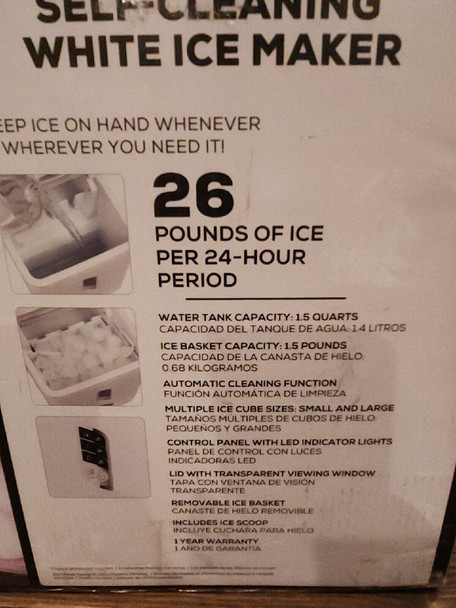 SELF-CLEANING
WHITE ICE MAKER
EEP ICE ON HAND WHENEVER
WHEREVER YOU NEED IT!
26
POUNDS OF ICE
PER 24-HOUR
PERIOD
WATER TANK CAPACITY: 1.5 QUARTS
CAPACIDAD DEL TANQUE DE AGUA: 1.4 LITROS
ICE BASKET CAPACITY: 1.5 POUNDS
CAPACIDAD DE LA CANASTA DE HIELO:
0.68 KILOGRAMOS
AUTOMATIC CLEANING FUNCTION
FUNCIÓN AUTOMÁTICA DE LIMPIEZA
MULTIPLE ICE CUBE SIZES: SMALL AND LARGE
TAMAÑOS MÚLTIPLES DE CUBOS DE HIELO:
PEQUEÑOS Y GRANDES
CONTROL PANEL WITH LED INDICATOR LIGHTS
PANEL DE CONTROL CON LUCES
INDICADORAS LED
LID WITH TRANSPARENT VIEWING WINDOW
TAPA CON VENTANA DE VISIÓN
TRANSPARENTE
REMOVABLE ICE BASKET
CANASTE DE HIELO REMOVIBLE
INCLUDES ICE SCOOP
INCLUYE CUCHARA PARA HIELO
1 YEAR WARRANTY
1 AÑO DE GARANTÍA